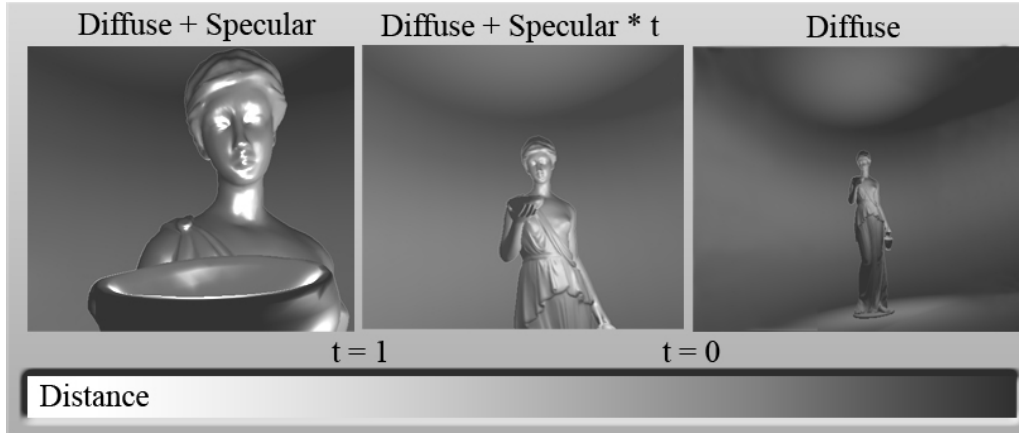 Diffuse + Specular
Diffuse + Specular * t
Diffuse
t = 1
t = 0
Distance